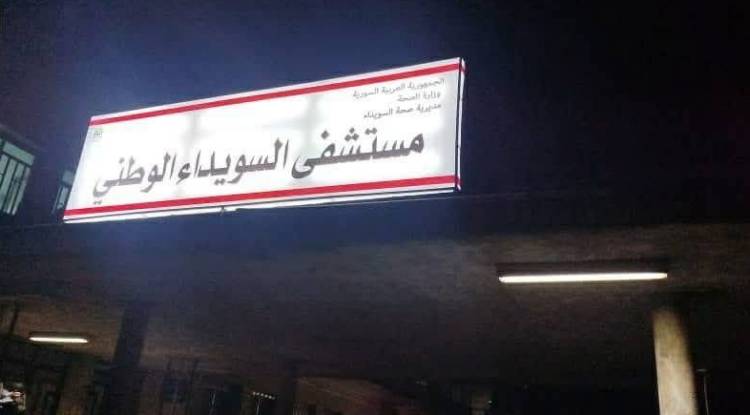 الجمهورية العربية السورية
وزارة الصحة
مديرية صحة السويداء
مستشفى السويداء الوطني